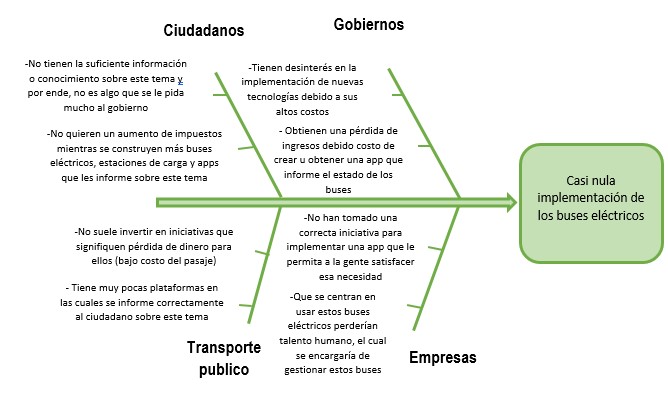 Ciudadanos
Gobiernos
-No tienen la suficiente información
o conocimiento sobre este tema y
por ende, no es algo que se le pida
mucho al gobierno
-Tienen desinterés en la
implementación de nuevas
tecnologías debido a sus
altos costos
-No quieren un aumento de impuestos
mientras se construyen más buses
eléctricos, estaciones de carga y apps
que les informe sobre este tema
- Obtienen una pérdida de
ingresos debido costo de
crear u obtener una app que
informe el estado de los
buses
Casi nula
implementación de
los buses eléctricos
-No suele invertir en iniciativas que
signifiquen pérdida de dinero para
ellos (bajo costo del pasaje)
-No han tomado una
correcta iniciativa para
implementar una app que le
permita a la gente satisfacer
esa necesidad
- Tiene muy pocas plataformas en
las cuales se informe correctamente
al ciudadano sobre este tema
-Que se centran en
usar estos buses
eléctricos perderían
talento humano, el cual
se encargaría de
gestionar estos buses
Transporte
publico
Empresas